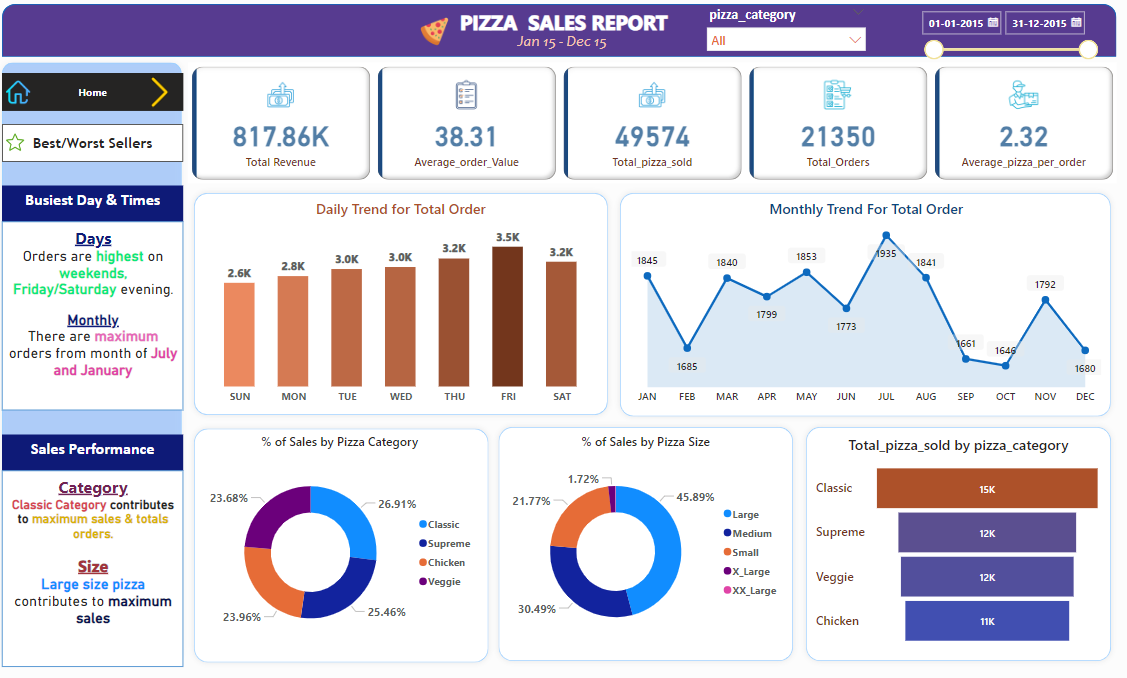 PIZZA SALES REPORT
Jan 15 - Dec 15
pizza_category
All
01-01-2015
31-12-2015
Home
Best/Worst Sellers
817.86K
Total Revenue
38.31
Average_order_Value
49574
Total_pizza_sold
21350
Total_Orders
2.32
Average_pizza_per_order
Busiest Day & Times
Days
Orders are highest on
weekends,
Friday/Saturday evening.
Monthly
There are maximum
orders from month of July
and January
Sales Performance
Category
Classic Category contributes
to maximum sales & totals
orders.
Size
Large size pizza
contributes to maximum
sales
Daily Trend for Total Order
2.6K
2.8K
3.0K
3.0K
3.2K
3.5K
3.2K
SUN MON TUE WED THU FRI SAT
Monthly Trend For Total Order
1845
1685
1840
1799
1853
1773
1935
1841
1661
1646
1792
1680
JAN FEB MAR APR MAY JUN JUL AUG SEP OCT NOV DEC
% of Sales by Pizza Category
23.68%
26.91%
23.96%
25.46%
Classic
Supreme
Chicken
Veggie
% of Sales by Pizza Size
1.72%
21.77%
45.89%
30.49%
Large
Medium
Small
X_Large
XX_Large
Total_pizza_sold by pizza_category
Classic 15K
Supreme 12K
Veggie 12K
Chicken 11K